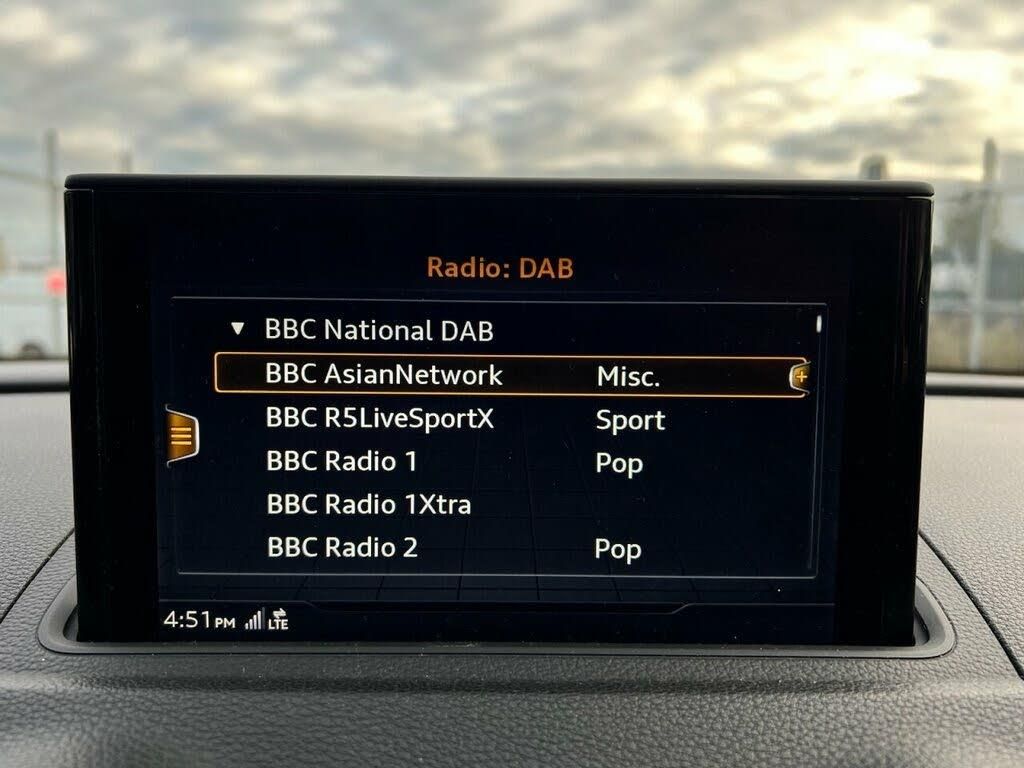 Radio: DAB
▼ BBC National DAB
BBC AsianNetwork Misc.
BBC R5LiveSportX Sport
BBC Radio 1 Pop
BBC Radio 1Xtra
BBC Radio 2 Pop
4:51PM LTE